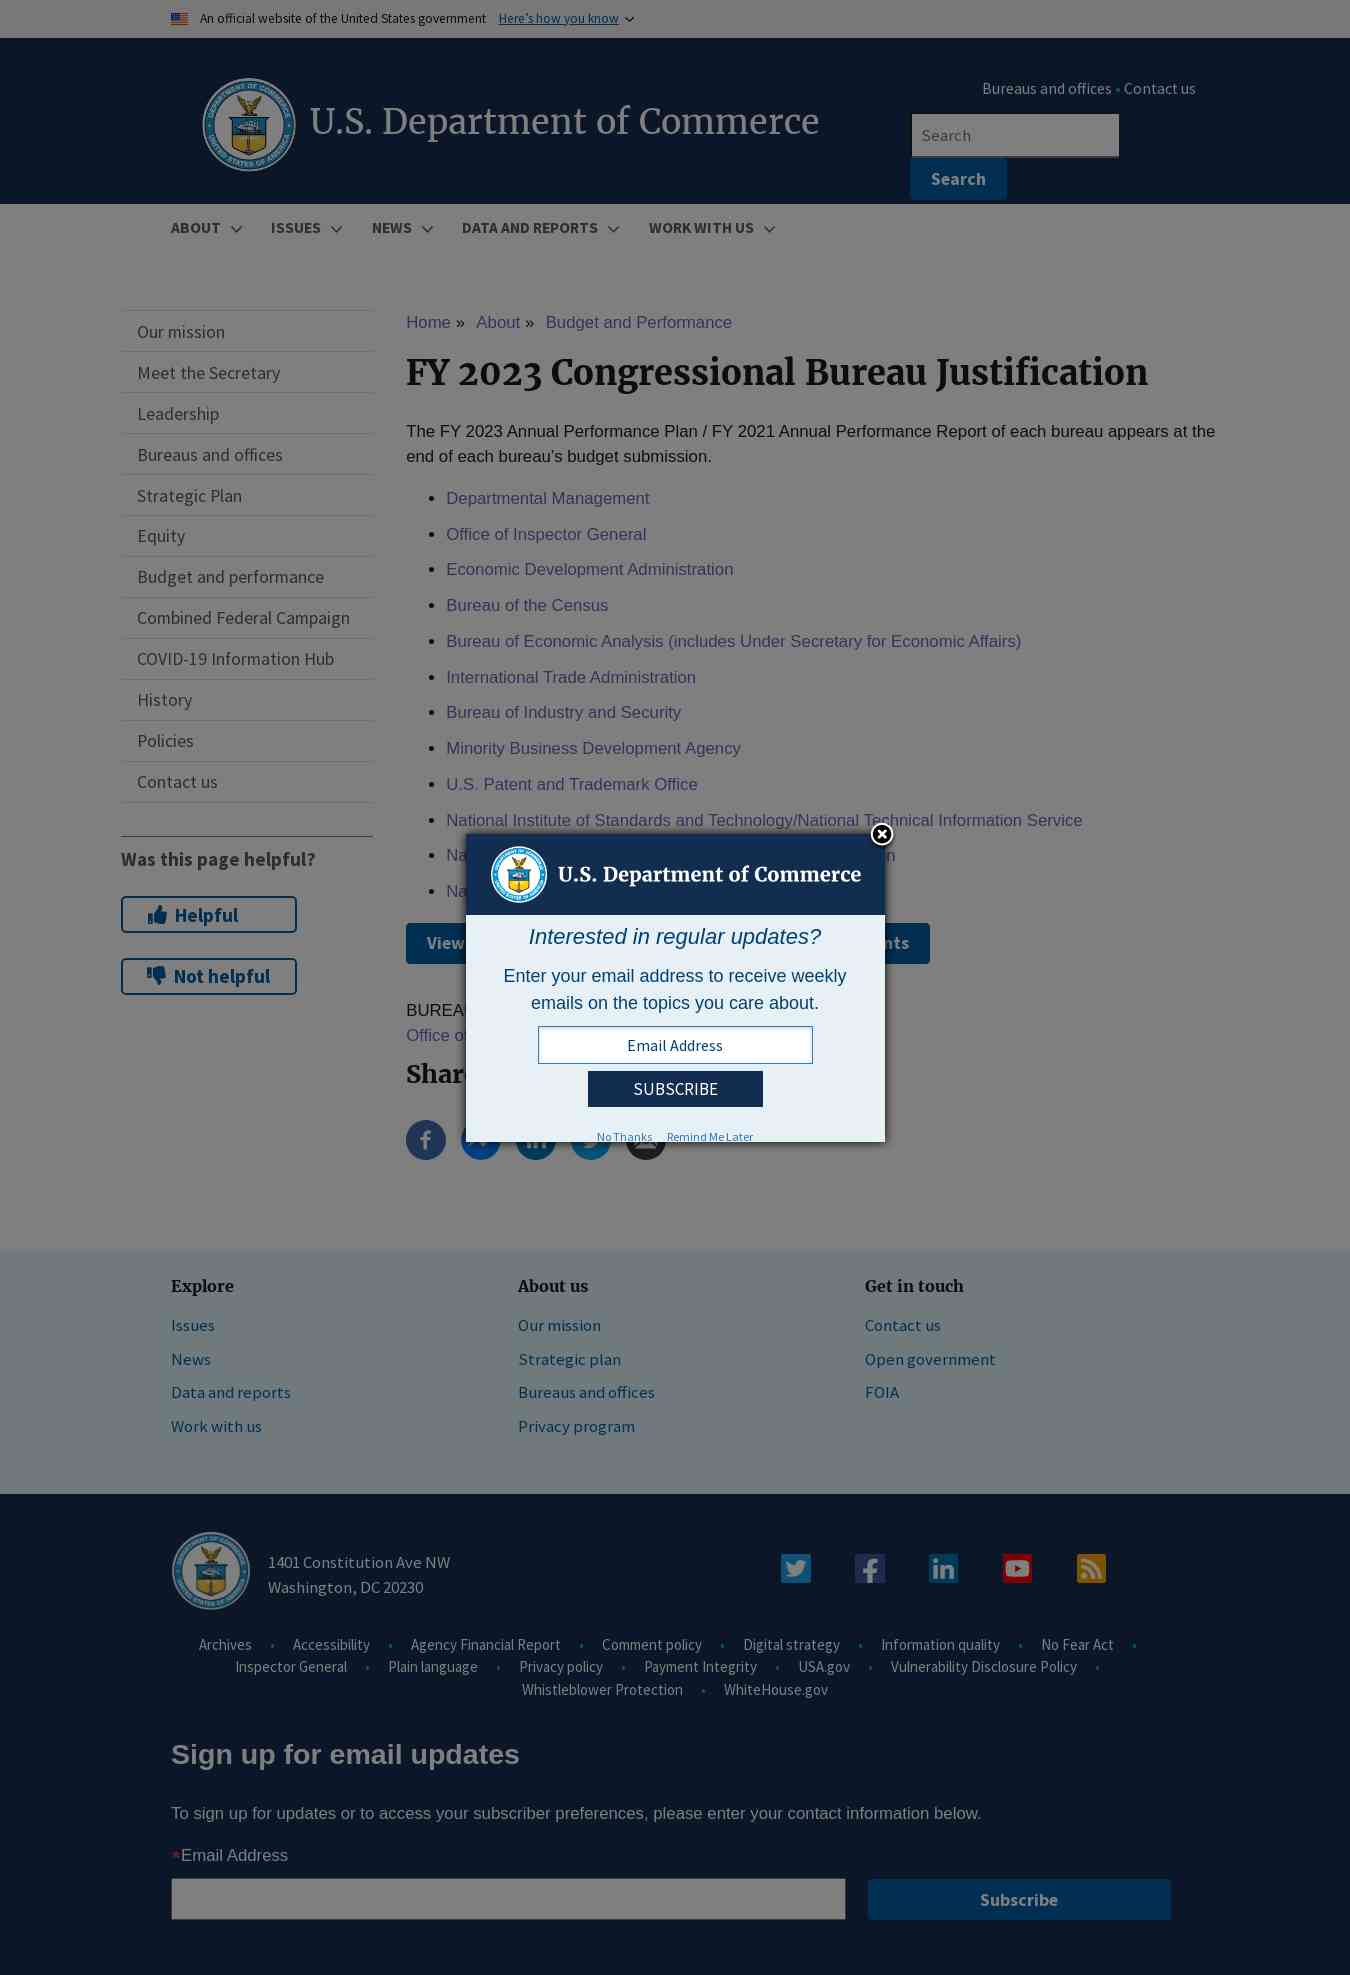 An official website of the United States government Here’s how you know
U.S. Department of Commerce
Bureaus and offices • Contact us
Search
Search
ABOUT ISSUES NEWS DATA AND REPORTS WORK WITH US
Our mission
Meet the Secretary
Leadership
Bureaus and offices
Strategic Plan
Equity
Budget and performance
Combined Federal Campaign
COVID-19 Information Hub
History
Policies
Contact us
Was this page helpful?
Helpful
Not helpful
Home » About » Budget and Performance
FY 2023 Congressional Bureau Justification
The FY 2023 Annual Performance Plan / FY 2021 Annual Performance Report of each bureau appears at the
end of each bureau's budget submission.
• Departmental Management
• Office of Inspector General
• Economic Development Administration
• Bureau of the Census
• Bureau of Economic Analysis (includes Under Secretary for Economic Affairs)
• International Trade Administration
• Bureau of Industry and Security
• Minority Business Development Agency
• U.S. Patent and Trademark Office
• National Institute of Standards and Technology/National Technical Information Service
View
Office
Share
U.S. Department of Commerce
Interested in regular updates?
Enter your email address to receive weekly
emails on the topics you care about.
Email Address
SUBSCRIBE
No Thanks Remind Me Later
Explore
Issues
News
Data and reports
Work with us
About us
Our mission
Strategic plan
Bureaus and offices
Privacy program
Get in touch
Contact us
Open government
FOIA
1401 Constitution Ave NW
Washington, DC 20230
Archives • Accessibility • Agency Financial Report • Comment policy • Digital strategy • Information quality • No Fear Act •
Inspector General • Plain language • Privacy policy • Payment Integrity • USA.gov • Vulnerability Disclosure Policy •
Whistleblower Protection • WhiteHouse.gov
Sign up for email updates
To sign up for updates or to access your subscriber preferences, please enter your contact information below.
*Email Address
Subscribe